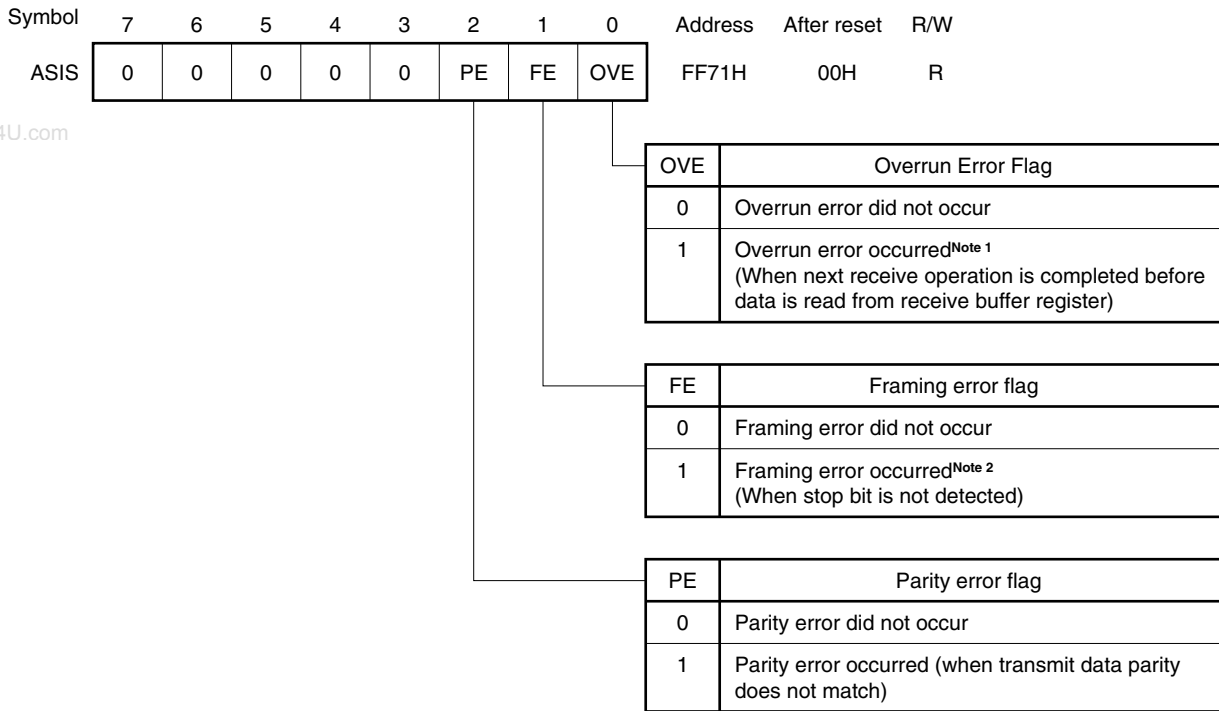 Symbol 7 6 5 4 3 2 1 0 Address After reset R/W
ASIS 0 0 0 0 0 PE FE OVE FF71H 00H R
4U.com
OVE Overrun Error Flag
0 Overrun error did not occur
1 Overrun error occurredNote 1
(When next receive operation is completed before
data is read from receive buffer register)
FE Framing error flag
0 Framing error did not occur
1 Framing error occurredNote 2
(When stop bit is not detected)
PE Parity error flag
0 Parity error did not occur
1 Parity error occurred (when transmit data parity
does not match)